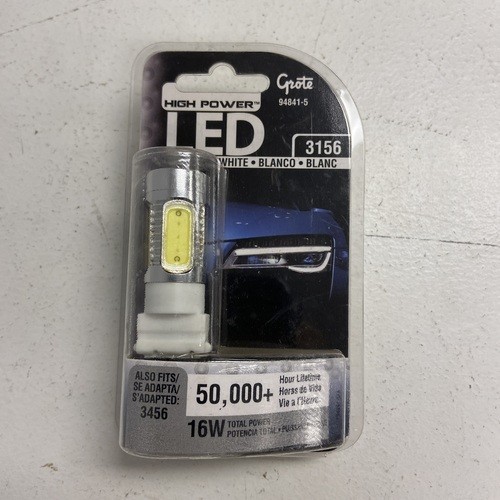 Grote
94841-5
HIGH POWER™
LED
3156
WHITE • BLANCO • BLANC
ALSO FITS/
SE ADAPTA/
S'ADAPTED:
3456
50,000+
Hour Lifetime
Horas de Vida
Vie a l'Heure
16W
TOTAL POWER
POTENCIA TOTAL •